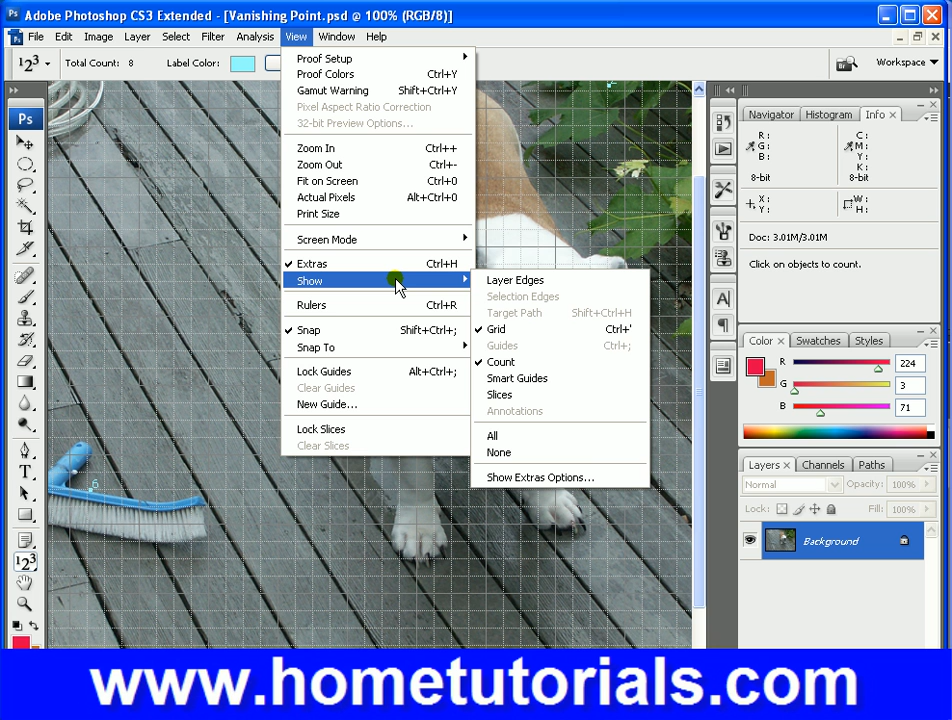 Adobe Photoshop CS3 Extended - [Vanishing Point.psd @ 100% (RGB/8)]
File Edit Image Layer Select Filter Analysis View Window Help
Total Count: 8 Label Color: Workspace
Proof Setup
Proof Colors Ctrl+Y
Gamut Warning Shift+Ctrl+Y
Pixel Aspect Ratio Correction
32-bit Preview Options...
Zoom In Ctrl++
Zoom Out Ctrl+-
Fit on Screen Ctrl+0
Actual Pixels Alt+Ctrl+0
Print Size
Screen Mode
Extras Ctrl+H
Show
Rulers Ctrl+R
Snap Shift+Ctrl+;
Snap To
Lock Guides Alt+Ctrl+;
Clear Guides
New Guide...
Lock Slices
Clear Slices
Layer Edges
Selection Edges
Target Path Shift+Ctrl+H
Grid Ctrl+'
Guides Ctrl+;
Count
Smart Guides
Slices
Annotations
All
None
Show Extras Options...
Ps
6
Navigator Histogram Info
R: C:
G: M:
B: Y:
K:
8-bit 8-bit
X: W:
Y: H:
Doc: 3.01M/3.01M
Click on objects to count.
Color Swatches Styles
R 224
G 3
B 71
Layers Channels Paths
Normal Opacity: 100%
Lock: Fill: 100%
Background
www.hometutorials.com